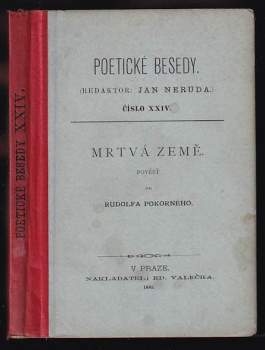 POETICKÉ BESEDY XXIV.
POETICKÉ BESEDY.
(REDAKTOR: JAN NERUDA.)
ČÍSLO XXIV.
MRTVÁ ZEMĚ.
POVĚST
OD
RUDOLFA POKORNÉHO.
V PRAZE.
NAKLADATEL: ED. VALEČKA.